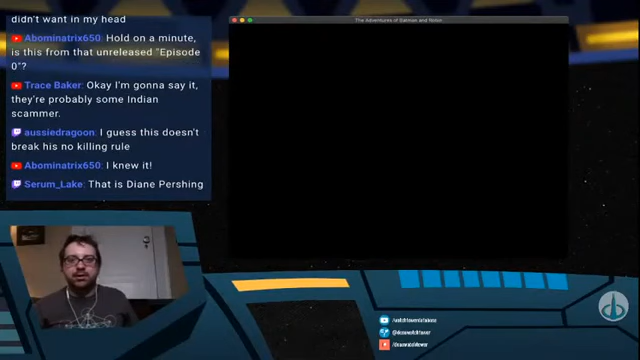 didn't want in my head
Abominatrix650: Hold on a minute,
is this from that unreleased "Episode
0"?
Trace Baker: Okay I'm gonna say it,
they're probably some Indian
scammer.
aussiedragoon: I guess this doesn't
break his no killing rule
Abominatrix650: I knew it!
Serum_Lake: That is Diane Pershing
The Adventures of Batman and Robin